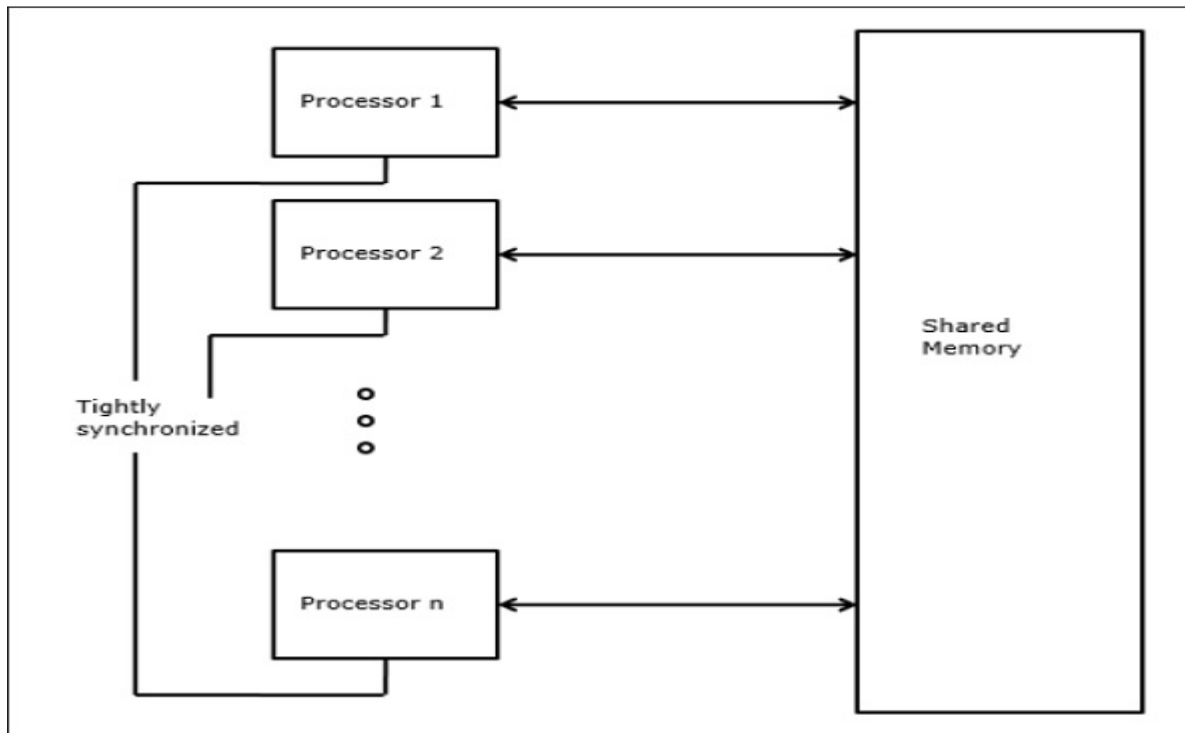 Processor 1
Processor 2
Shared
Memory
Tightly
synchronized
Processor n